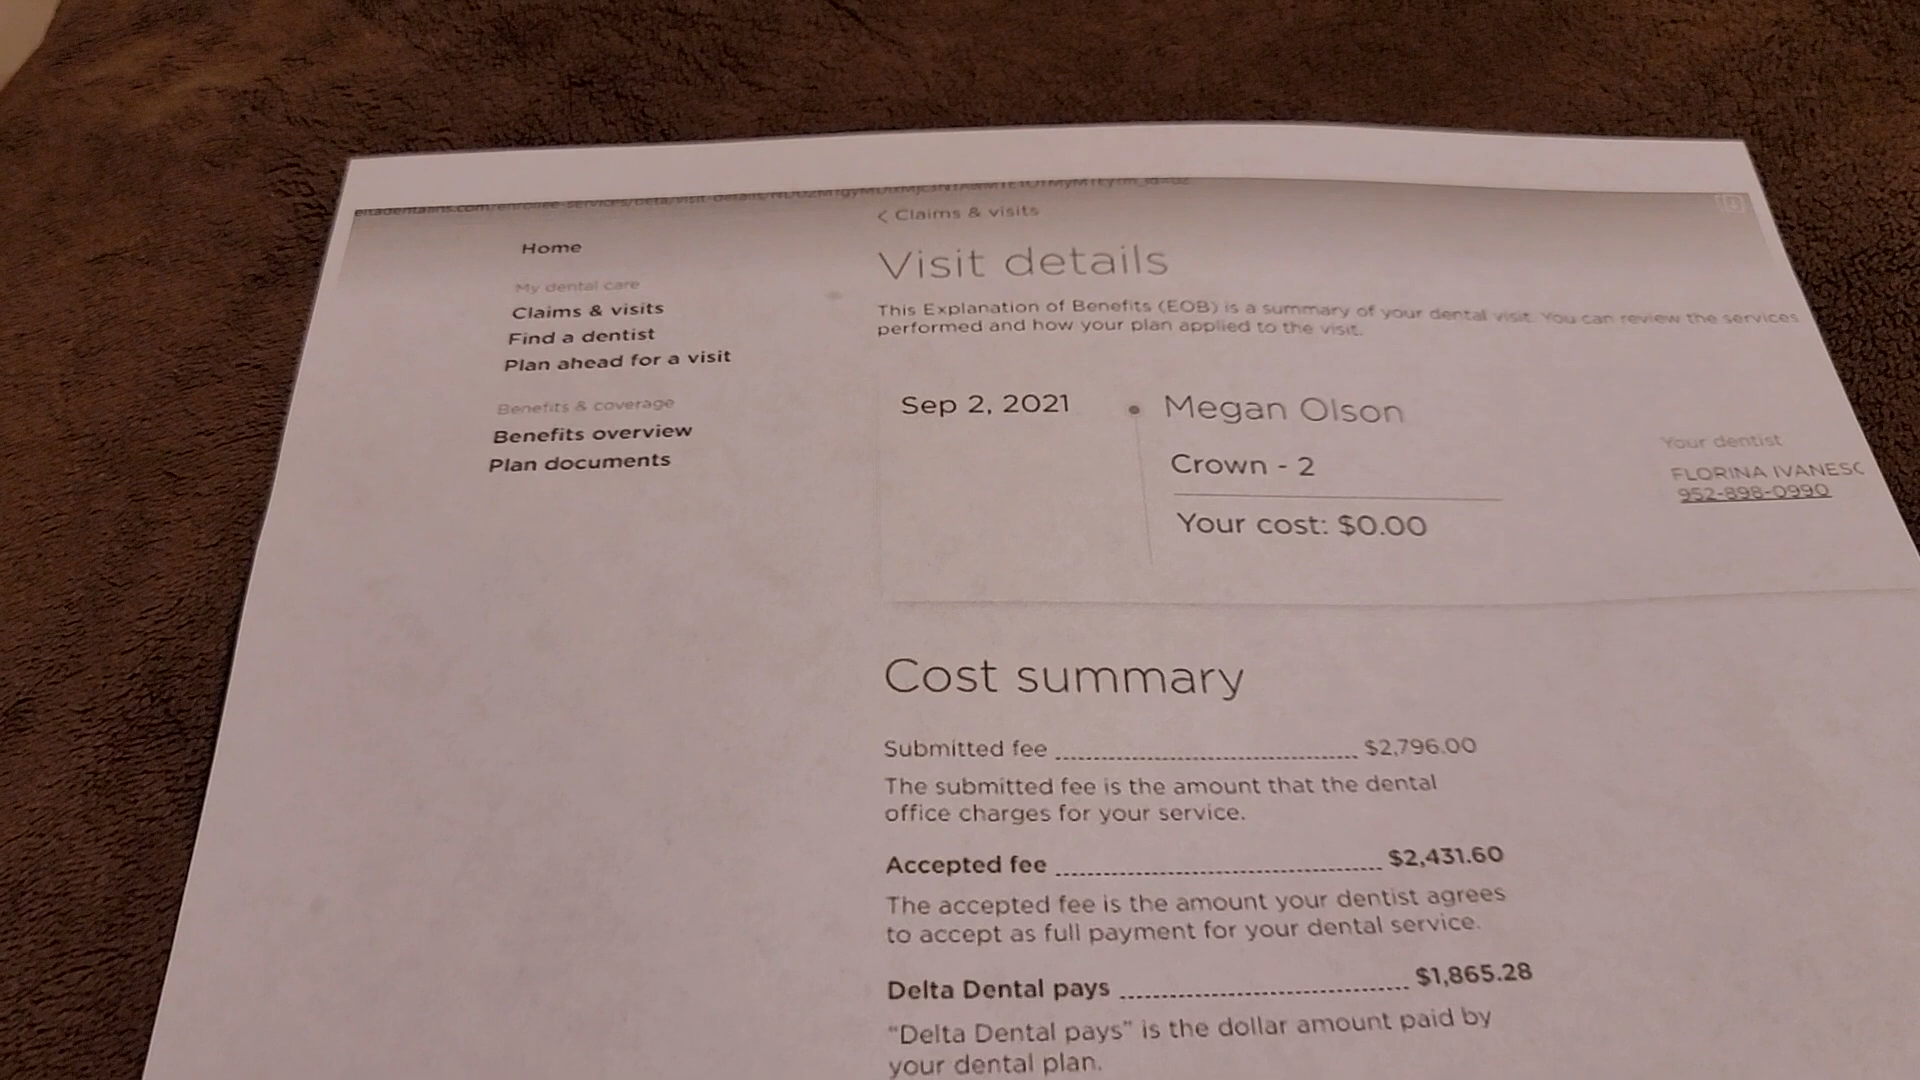 < Claims & visits
Home
My dental care
Claims & visits
Find a dentist
Plan ahead for a visit
Benefits & coverage
Benefits overview
Plan documents
Visit details
This Explanation of Benefits (EOB) is a summary of your dental visit. You can review the services
performed and how your plan applied to the visit.
Sep 2, 2021
Megan Olson
Crown - 2
Your cost: $0.00
Your dentist
FLORINA IVANESC
952-898-0990
Cost summary
Submitted fee ........ $2,796.00
The submitted fee is the amount that the dental
office charges for your service.
Accepted fee ........ $2,431.60
The accepted fee is the amount your dentist agrees
to accept as full payment for your dental service.
Delta Dental pays ........ $1,865.28
"Delta Dental pays" is the dollar amount paid by
your dental plan.